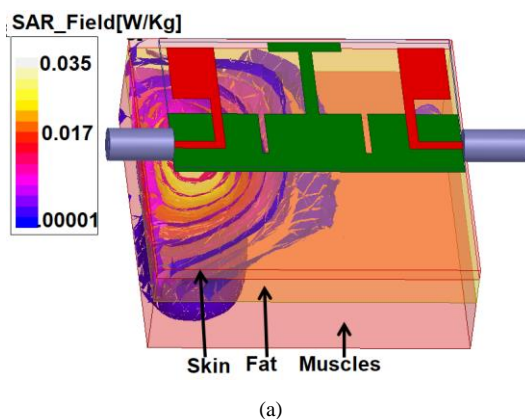 SAR_Field[W/Kg]
0.035
0.017
.00001
Skin Fat Muscles
(a)